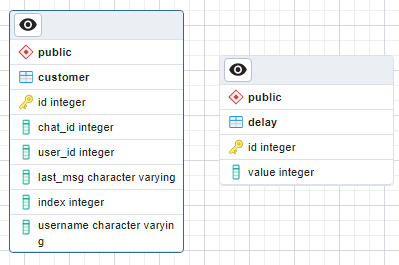 public
customer
id integer
chat_id integer
user_id integer
last_msg character varying
index integer
username character varyin
g
public
delay
id integer
value integer